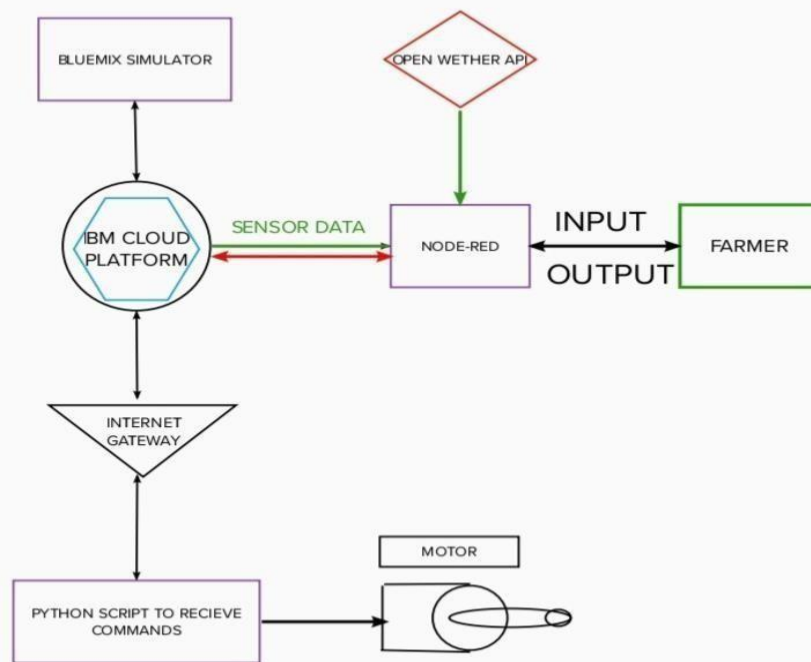 BLUEMIX SIMULATOR
OPEN WETHER API
IBM CLOUD
PLATFORM
SENSOR DATA
NODE-RED
INPUT
OUTPUT
FARMER
INTERNET
GATEWAY
MOTOR
PYTHON SCRIPT TO RECIEVE
COMMANDS